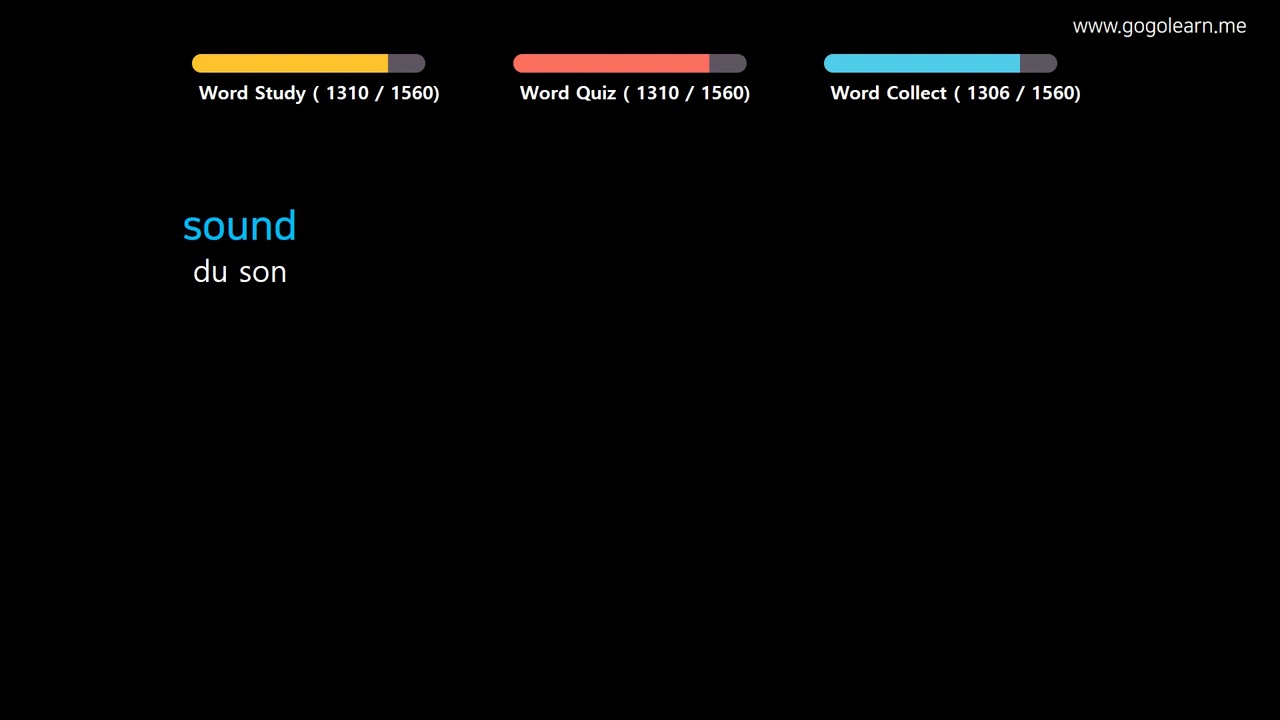 www.gogolearn.me
Word Study ( 1310 / 1560)
Word Quiz ( 1310 / 1560)
Word Collect ( 1306 / 1560)
sound
du son